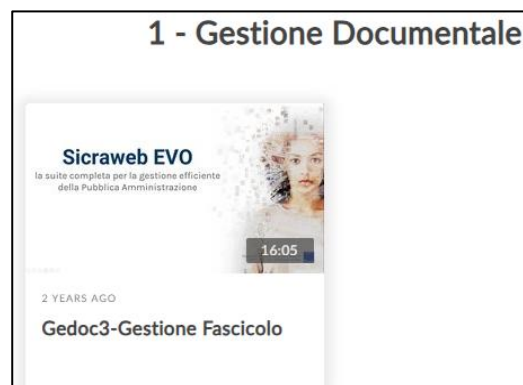 1 - Gestione Documentale
Sicraweb EVO
la suite completa per la gestione efficiente
della Pubblica Amministrazione
16:05
2 YEARS AGO
Gedoc3-Gestione Fascicolo